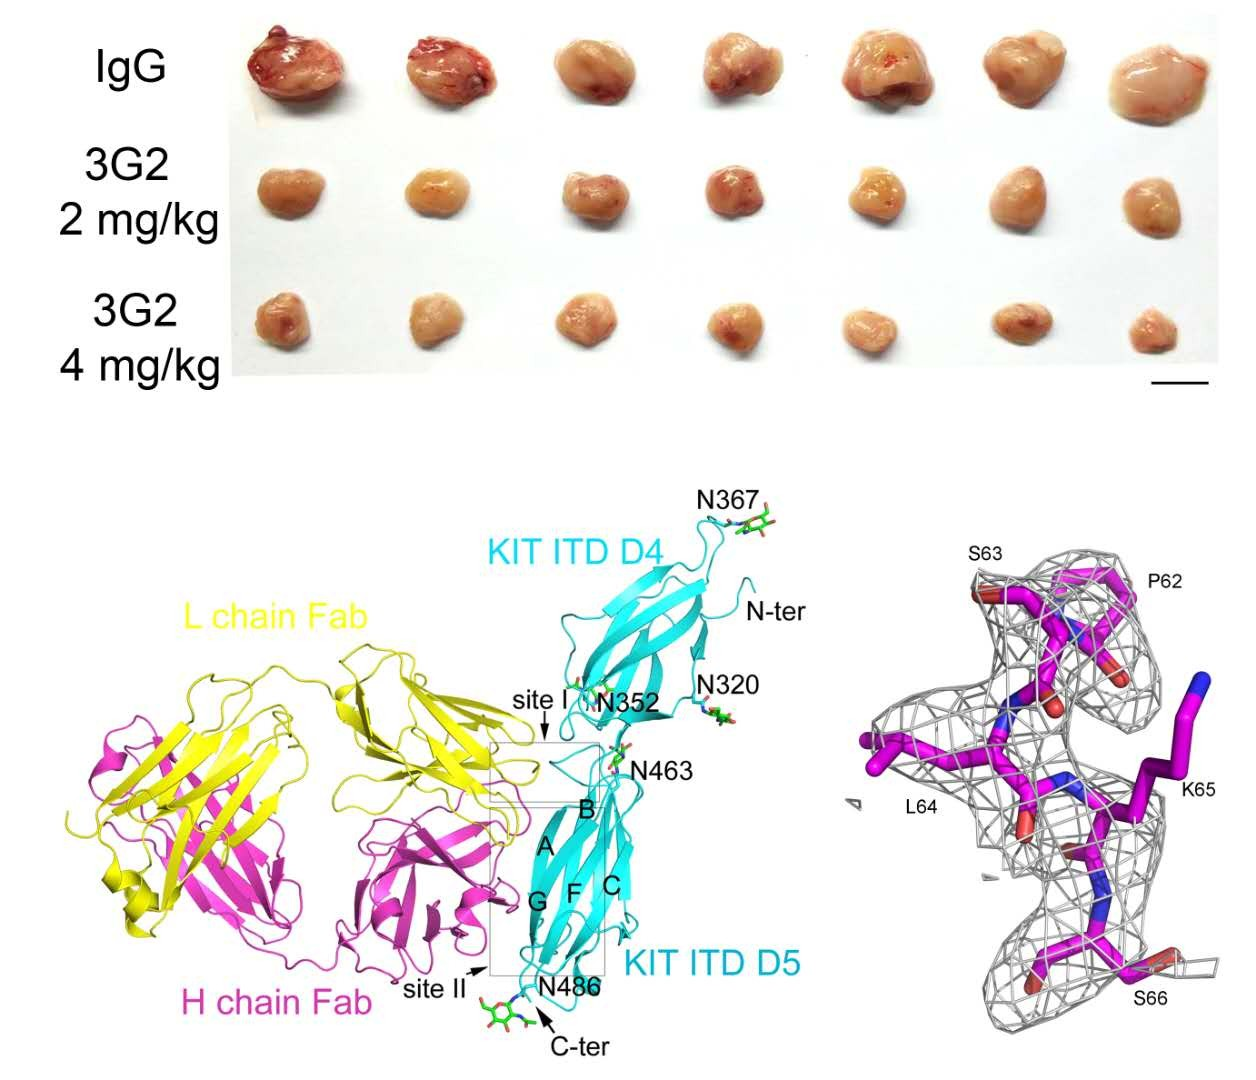 IgG
3G2
2 mg/kg
3G2
4 mg/kg
N367
KIT ITD D4
N-ter
L chain Fab
site I
N352
N320
N463
B
A
G
F
C
KIT ITD D5
site II
N486
H chain Fab
C-ter
S63
P62
L64
K65
S66